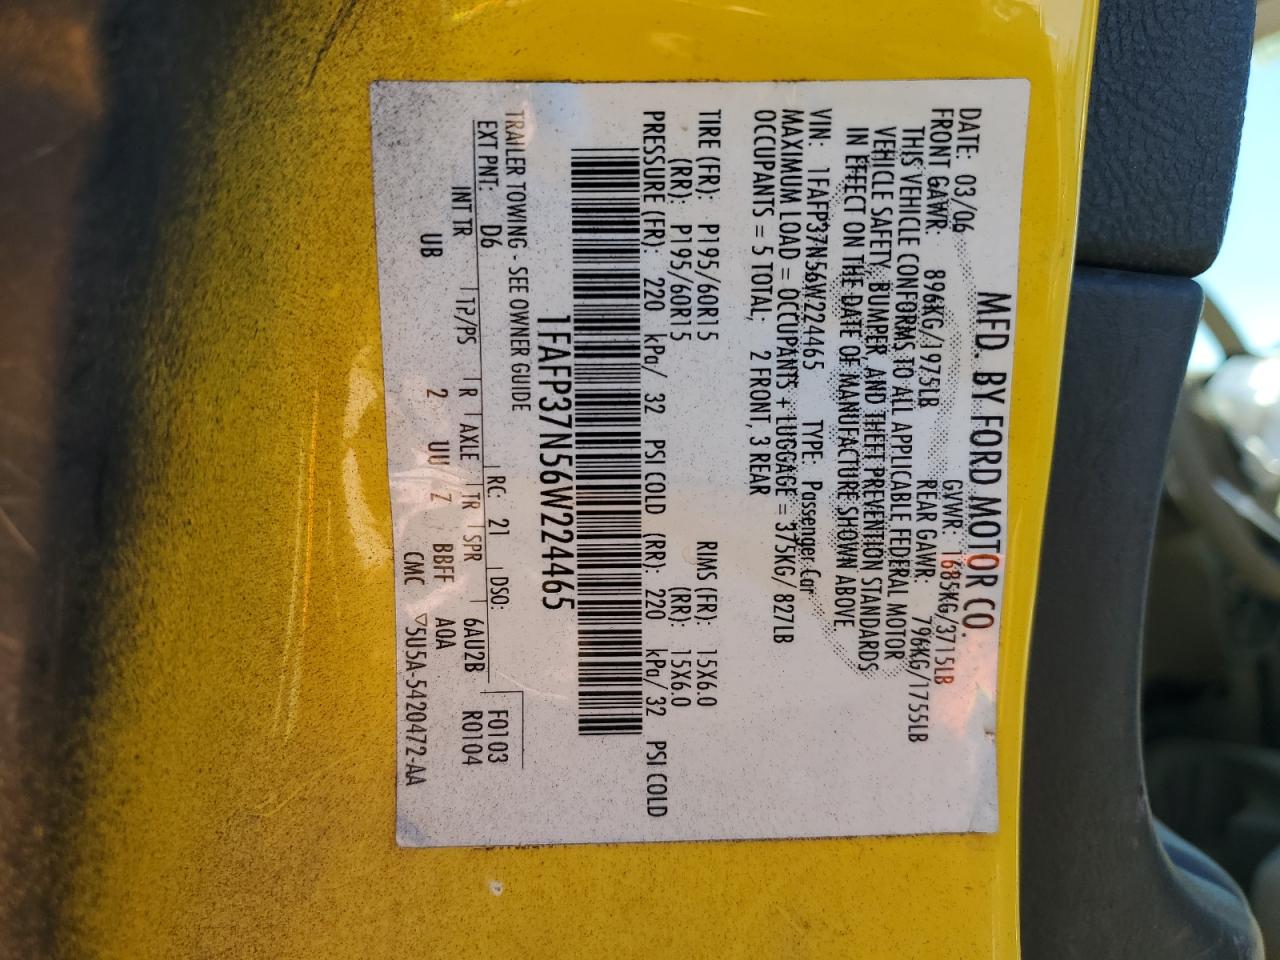 MFD. BY FORD MOTOR CO.
DATE: 03/06 GVWR: 1685KG/3715LB
FRONT GAWR: 896KG/1975LB REAR GAWR: 796KG/1755LB
THIS VEHICLE CONFORMS TO ALL APPLICABLE FEDERAL MOTOR
VEHICLE SAFETY, BUMPER, AND THEFT PREVENTION STANDARDS
IN EFFECT ON THE DATE OF MANUFACTURE SHOWN ABOVE
VIN: 1FAFP37N56W224465 TYPE: Passenger Car
MAXIMUM LOAD = OCCUPANTS + LUGGAGE = 375KG/ 827LB
OCCUPANTS = 5 TOTAL, 2 FRONT, 3 REAR
TIRE (FR): P195/60R15 RIMS (FR): 15X6.0
(RR): P195/60R15 (RR): 15X6.0
PRESSURE (FR): 220 kPa/ 32 PSI COLD (RR): 220 kPa/32 PSI COLD
1FAFP37N56W224465
TRAILER TOWING - SEE OWNER GUIDE
EXT PNT: D6 RC: 21 DSO: F0103
INT TR TP/PS R AXLE TR SPR 6AU2B R0104
UB 2 UU Z BBFF AOA
CMC ▽5U5A-5420472-AA